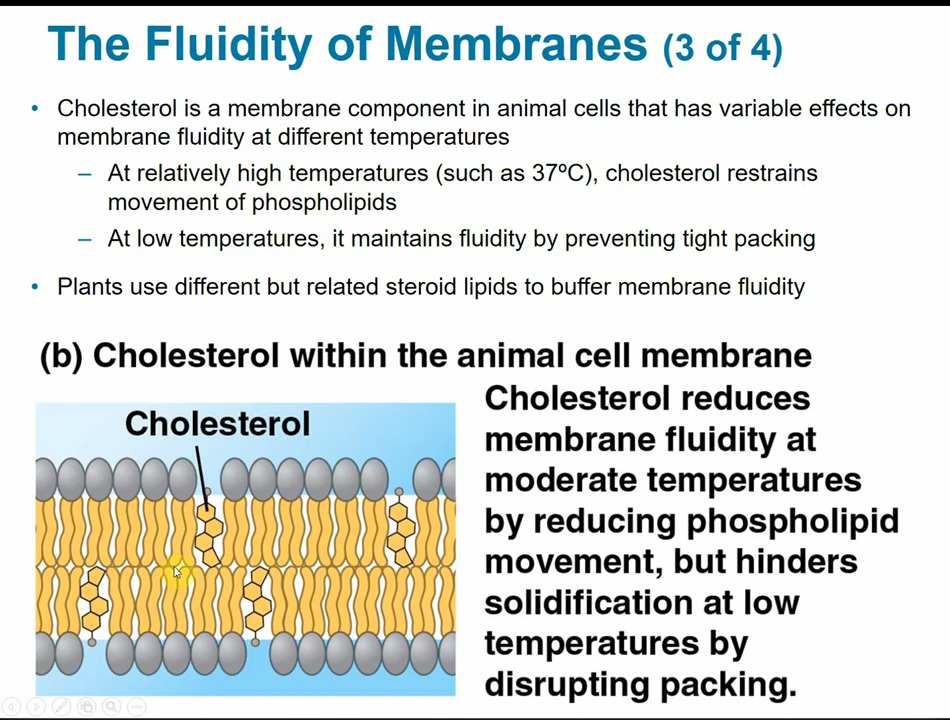 The Fluidity of Membranes (3 of 4)
• Cholesterol is a membrane component in animal cells that has variable effects on
membrane fluidity at different temperatures
– At relatively high temperatures (such as 37ºC), cholesterol restrains
movement of phospholipids
– At low temperatures, it maintains fluidity by preventing tight packing
• Plants use different but related steroid lipids to buffer membrane fluidity
(b) Cholesterol within the animal cell membrane
Cholesterol
Cholesterol reduces
membrane fluidity at
moderate temperatures
by reducing phospholipid
movement, but hinders
solidification at low
temperatures by
disrupting packing.